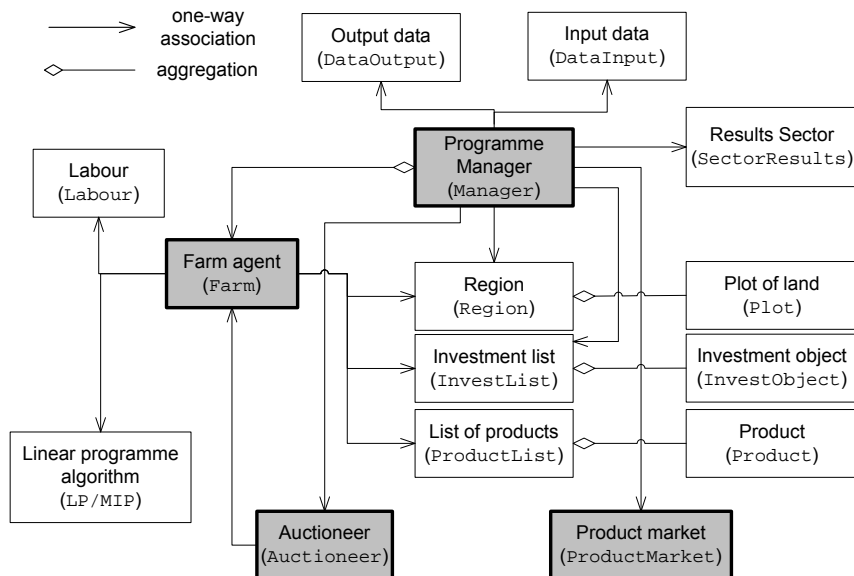 one-way
association
aggregation
Output data
(DataOutput)
Input data
(DataInput)
Programme
Manager
(Manager)
Results Sector
(SectorResults)
Labour
(Labour)
Farm agent
(Farm)
Region
(Region)
Plot of land
(Plot)
Investment list
(InvestList)
Investment object
(InvestObject)
List of products
(ProductList)
Product
(Product)
Linear programme
algorithm
(LP/MIP)
Auctioneer
(Auctioneer)
Product market
(ProductMarket)